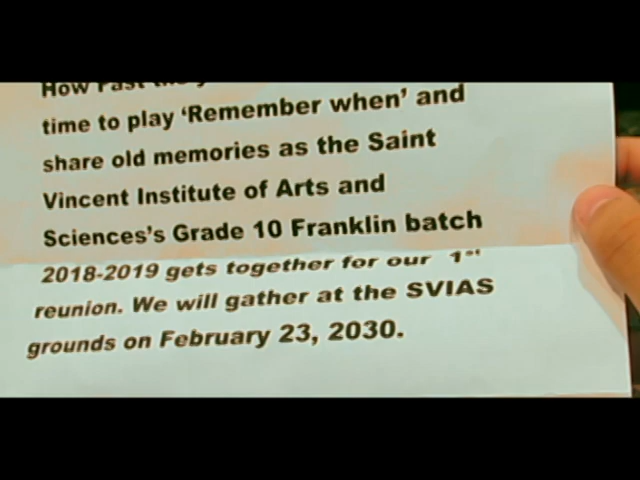 How
time to play ‘Remember when’ and
share old memories as the Saint
Vincent Institute of Arts and
Sciences's Grade 10 Franklin batch
2018-2019 gets together for our 1st
reunion. We will gather at the SVIAS
grounds on February 23, 2030.